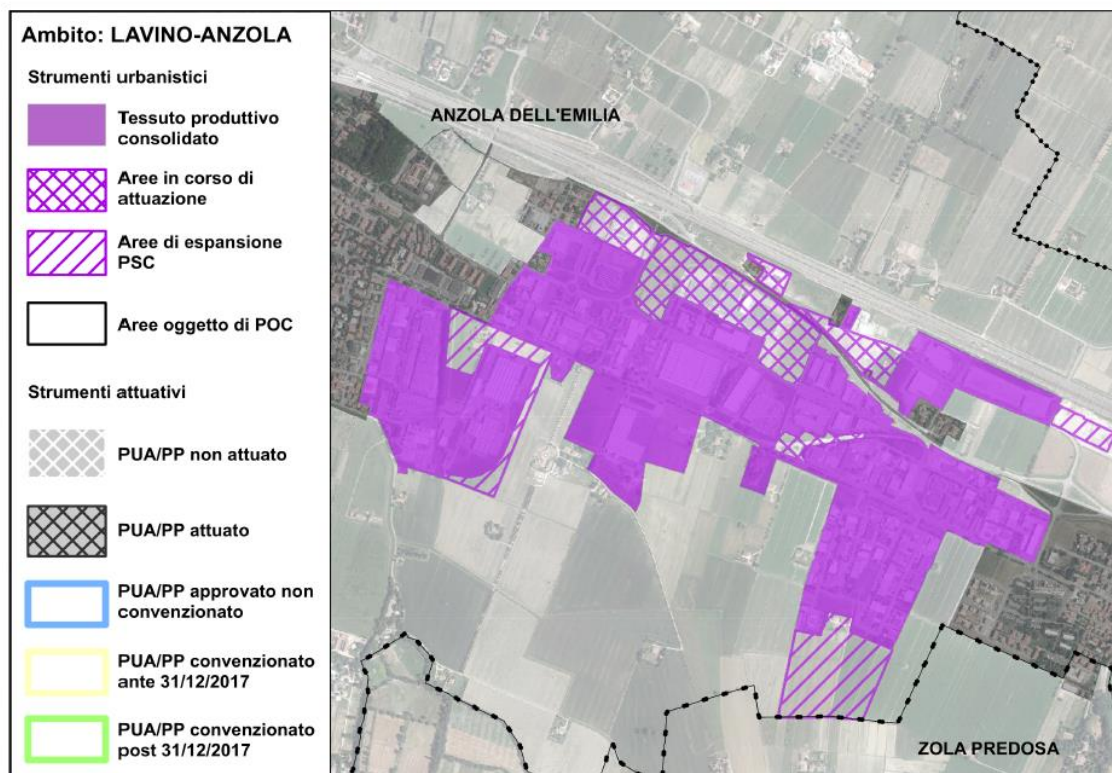 Ambito: LAVINO-ANZOLA
Strumenti urbanistici
Tessuto produttivo
consolidato
Aree in corso di
attuazione
Aree di espansione
PSC
Aree oggetto di POC
Strumenti attuativi
PUA/PP non attuato
PUA/PP attuato
PUA/PP approvato non
convenzionato
PUA/PP convenzionato
ante 31/12/2017
PUA/PP convenzionato
post 31/12/2017
ANZOLA DELL'EMILIA
ZOLA PREDOSA